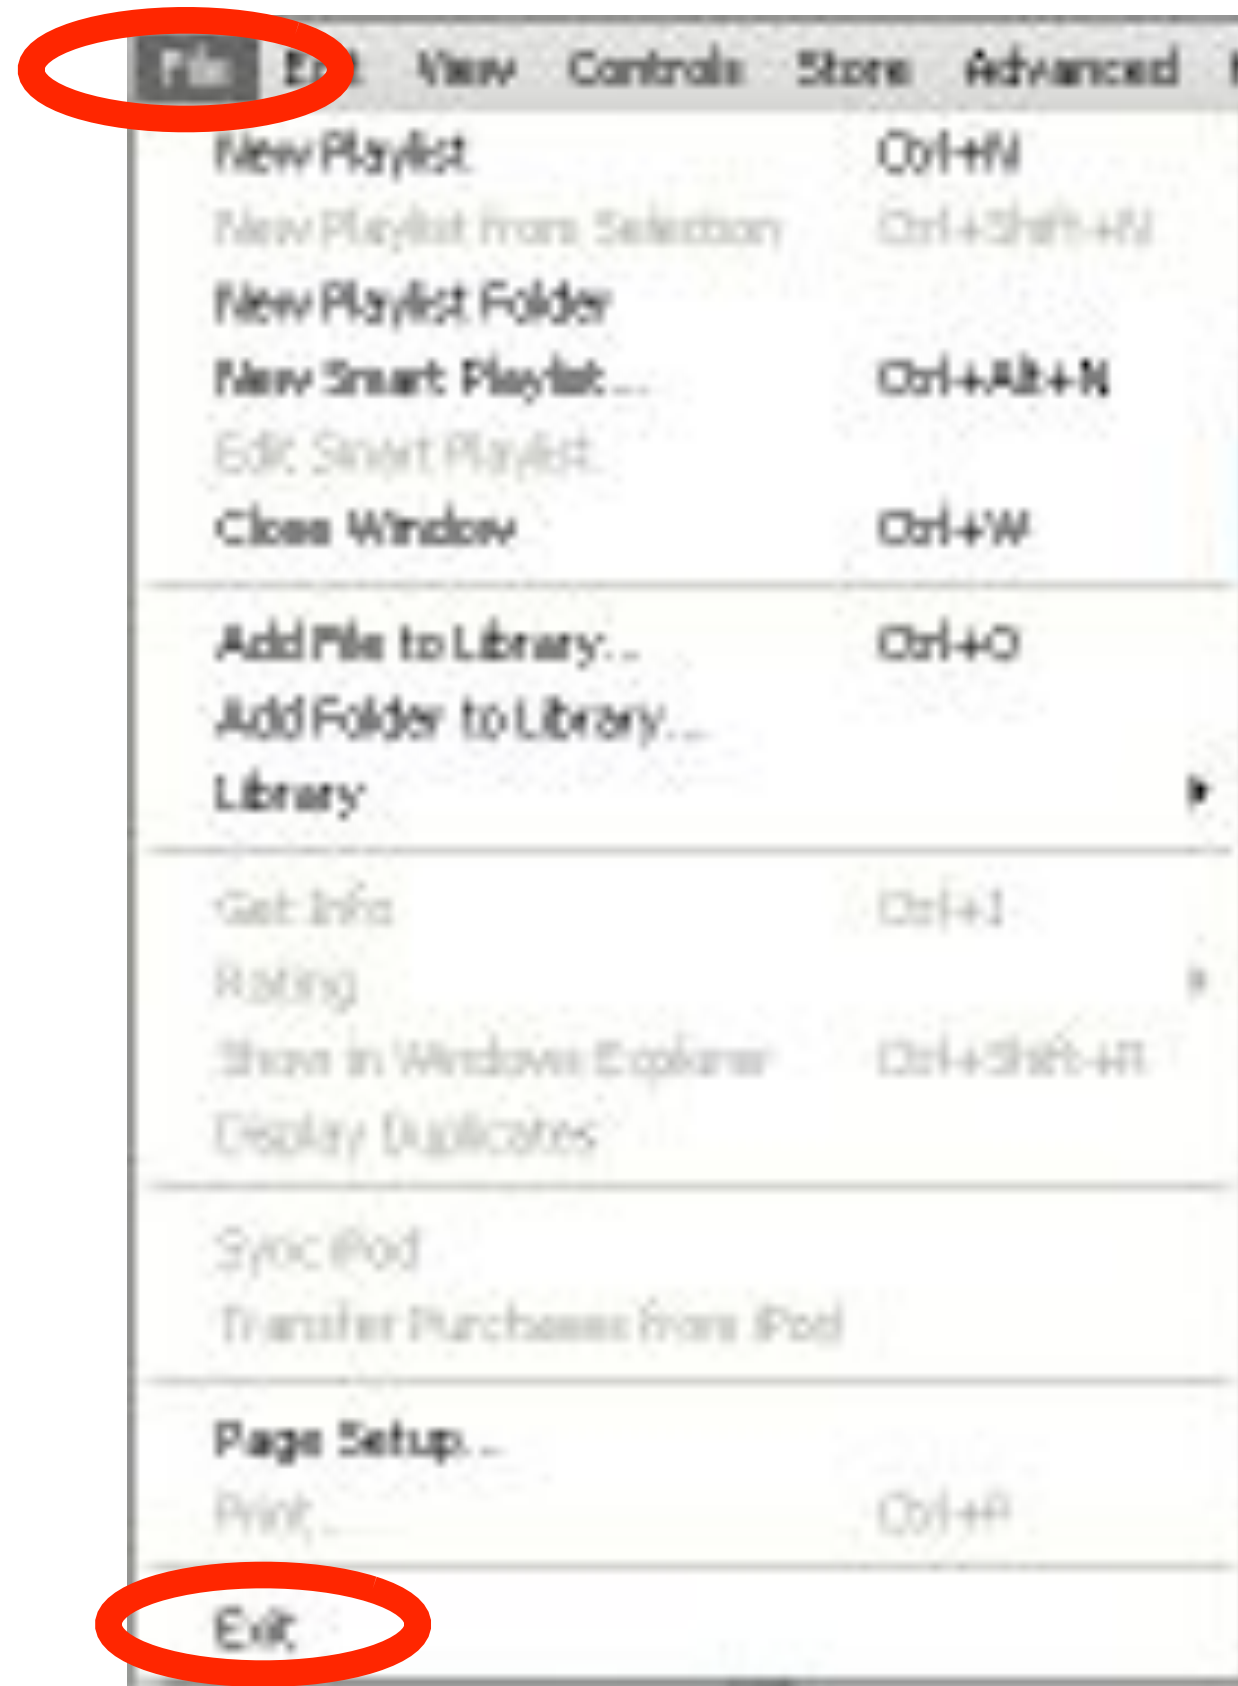 File Edit View Controls Store Advanced
New Playlist Ctrl+N
New Playlist from Selection Ctrl+Shift+N
New Playlist Folder
New Smart Playlist... Ctrl+Alt+N
Edit Smart Playlist
Close Window Ctrl+W
Add File to Library... Ctrl+O
Add Folder to Library...
Library
Get Info Ctrl+I
Rating
Show in Windows Explorer Ctrl+Shift+R
Display Duplicates
Sync iPod
Transfer Purchases from iPod
Page Setup...
Print... Ctrl+P
Exit